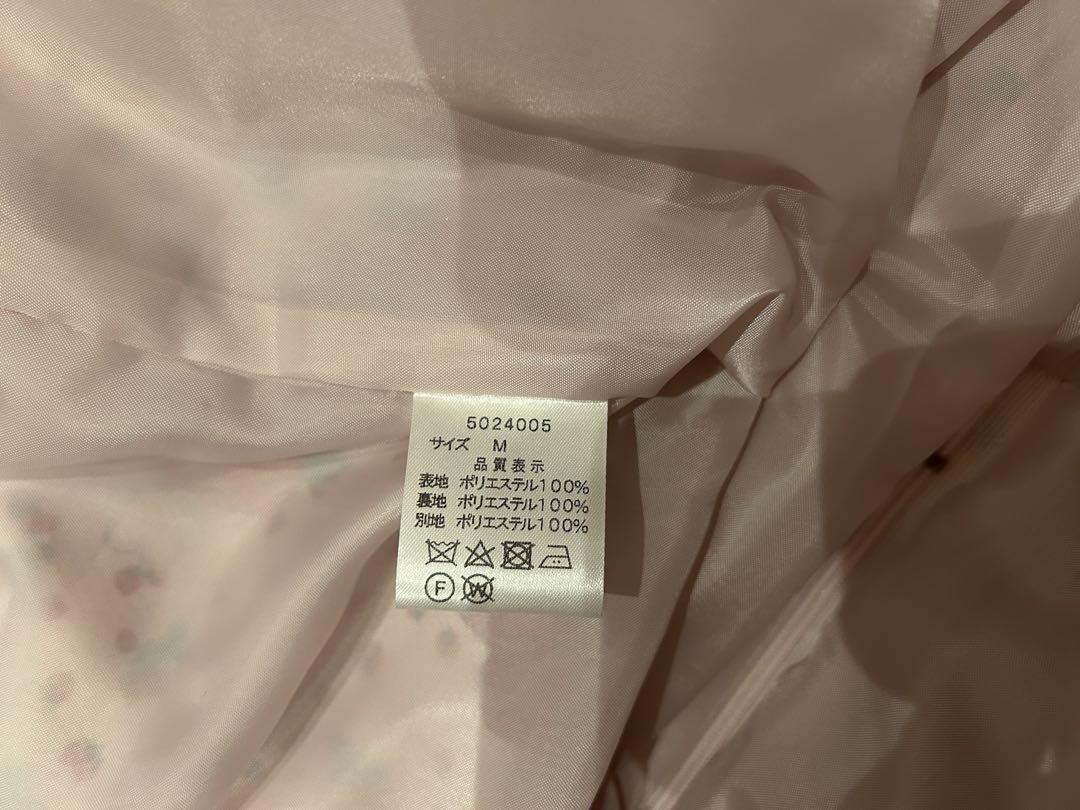 5024005
サイズ M
品質表示
表地 ポリエステル100%
裏地 ポリエステル100%
別地 ポリエステル100%
F W